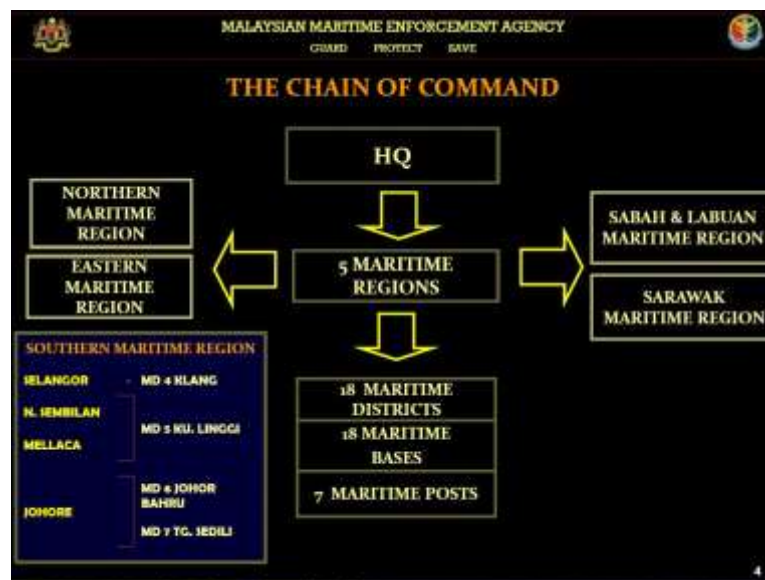 MALAYSIAN MARITIME ENFORCEMENT AGENCY
GUARD PROTECT SAVE
THE CHAIN OF COMMAND
HQ
NORTHERN
MARITIME
REGION
EASTERN
MARITIME
REGION
5 MARITIME
REGIONS
SABAH & LABUAN
MARITIME REGION
SARAWAK
MARITIME REGION
SOUTHERN MARITIME REGION
SELANGOR - MD 4 KLANG
N. SEMBILAN
MD 5 KU. LINGGI
MELLACA
MD 6 JOHOR
BAHRU
JOHORE
MD 7 TG. SEDILI
18 MARITIME
DISTRICTS
18 MARITIME
BASES
7 MARITIME POSTS
4